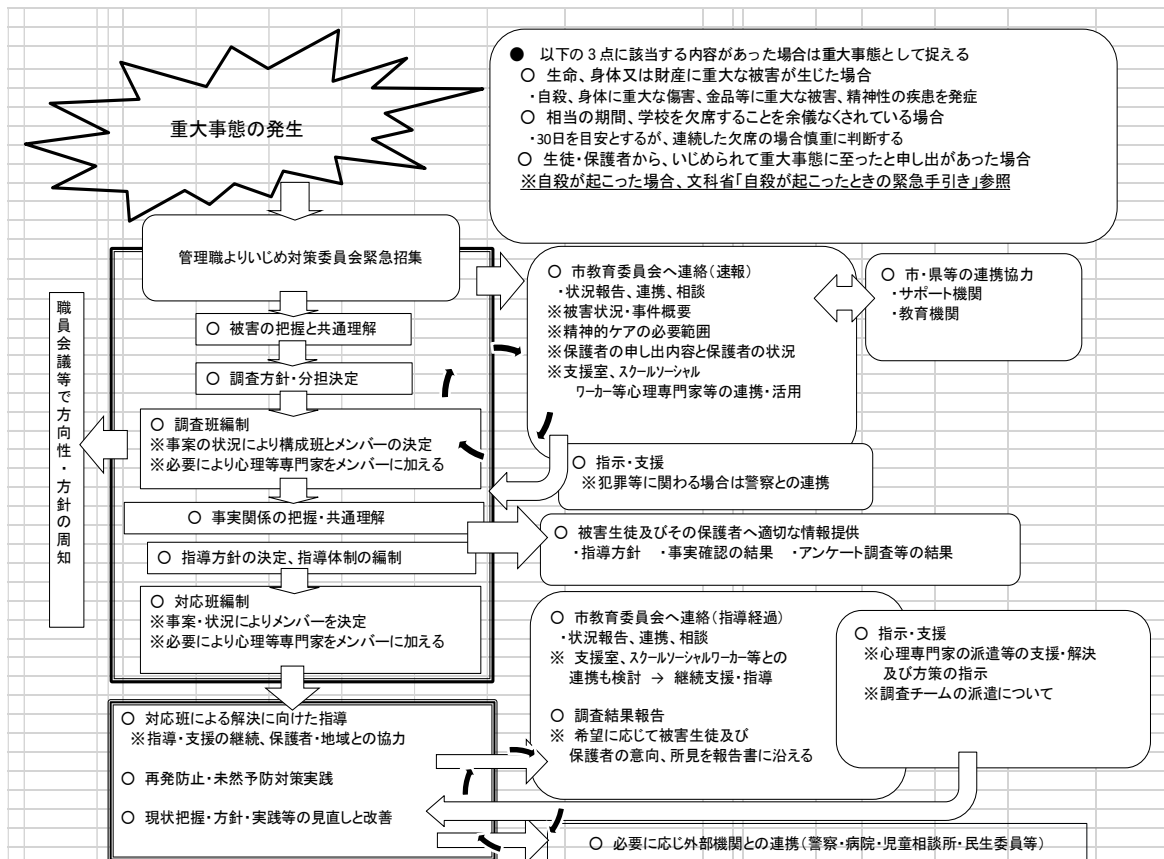 重大事態の発生
● 以下の3点に該当する内容があった場合は重大事態として捉える
○ 生命、身体又は財産に重大な被害が生じた場合
・自殺、身体に重大な傷害、金品等に重大な被害、精神性の疾患を発症
○ 相当の期間、学校を欠席することを余儀なくされている場合
・30日を目安とするが、連続した欠席の場合慎重に判断する
○ 生徒・保護者から、いじめられて重大事態に至ったと申し出があった場合
※自殺が起こった場合、文科省「自殺が起こったときの緊急手引き」参照
管理職よりいじめ対策委員会緊急招集
○ 被害の把握と共通理解
○ 調査方針・分担決定
○ 調査班編制
※事案の状況により構成班とメンバーの決定
※必要により心理等専門家をメンバーに加える
○ 事実関係の把握・共通理解
○ 指導方針の決定、指導体制の編制
○ 対応班編制
※事案・状況によりメンバーを決定
※必要により心理等専門家をメンバーに加える
職員会議等で方向性・方針の周知
○ 市教育委員会へ連絡(速報)
・状況報告、連携、相談
※被害状況・事件概要
※精神的ケアの必要範囲
※保護者の申し出内容と保護者の状況
※支援室、スクールソーシャル
ワーカー等心理専門家等の連携・活用
○ 市・県等の連携協力
・サポート機関
・教育機関
○ 指示・支援
※犯罪等に関わる場合は警察との連携
○ 被害生徒及びその保護者へ適切な情報提供
・指導方針 ・事実確認の結果 ・アンケート調査等の結果
○ 市教育委員会へ連絡(指導経過)
・状況報告、連携、相談
※ 支援室、スクールソーシャルワーカー等との
連携も検討 → 継続支援・指導
○ 調査結果報告
※ 希望に応じて被害生徒及び
保護者の意向、所見を報告書に沿える
○ 指示・支援
※心理専門家の派遣等の支援・解決
及び方策の指示
※調査チームの派遣について
○ 対応班による解決に向けた指導
※指導・支援の継続、保護者・地域との協力
○ 再発防止・未然予防対策実践
○ 現状把握・方針・実践等の見直しと改善
○ 必要に応じ外部機関との連携(警察・病院・児童相談所・民生委員等)